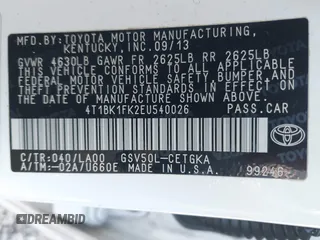 MFD. BY: TOYOTA MOTOR MANUFACTURING,
KENTUCKY, INC. 09/13
GVWR 4630LB GAWR FR 2625LB RR 2625LB
THIS VEHICLE CONFORMS TO ALL APPLICABLE
FEDERAL MOTOR VEHICLE SAFETY, BUMPER, AND
THEFT PREVENTION STANDARDS IN EFFECT ON
THE DATE OF MANUFACTURE SHOWN ABOVE.
4T1BK1FK2EU540026 PASS.CAR
C/TR:040/LA00 GSV50L-CETGKA
A/TM:-02A/U660E MADE IN U.S.A. 99246
DREAMBID